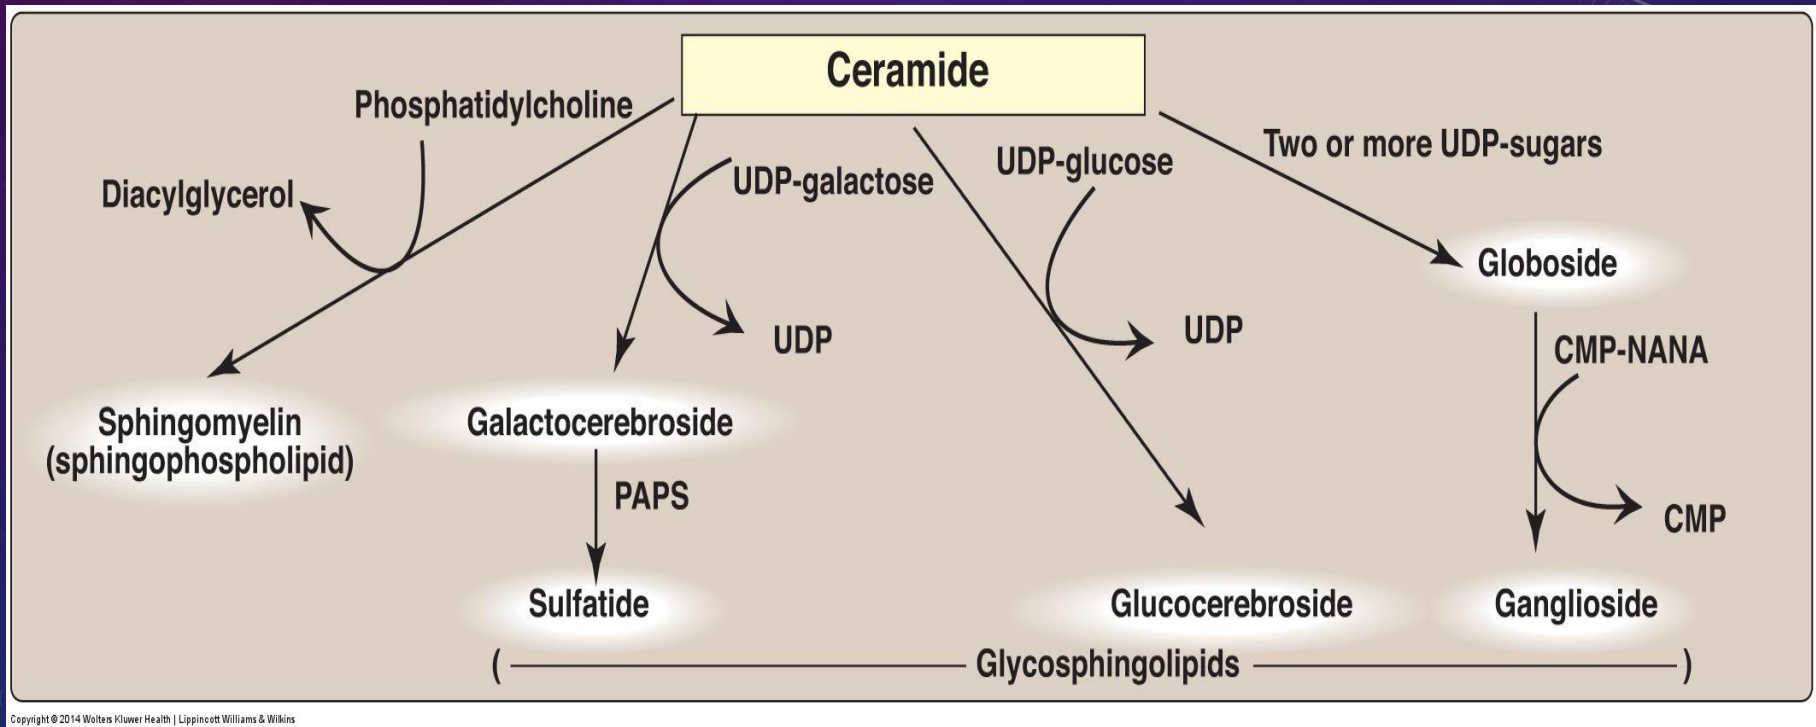 Ceramide
Phosphatidylcholine
Diacylglycerol
UDP-galactose
UDP
UDP-glucose
UDP
Two or more UDP-sugars
Globoside
CMP-NANA
CMP
Sphingomyelin
(sphingophospholipid)
Galactocerebroside
PAPS
Sulfatide
Glucocerebroside
Ganglioside
( Glycosphingolipids )
Copyright © 2014 Wolters Kluwer Health | Lippincott Williams & Wilkins